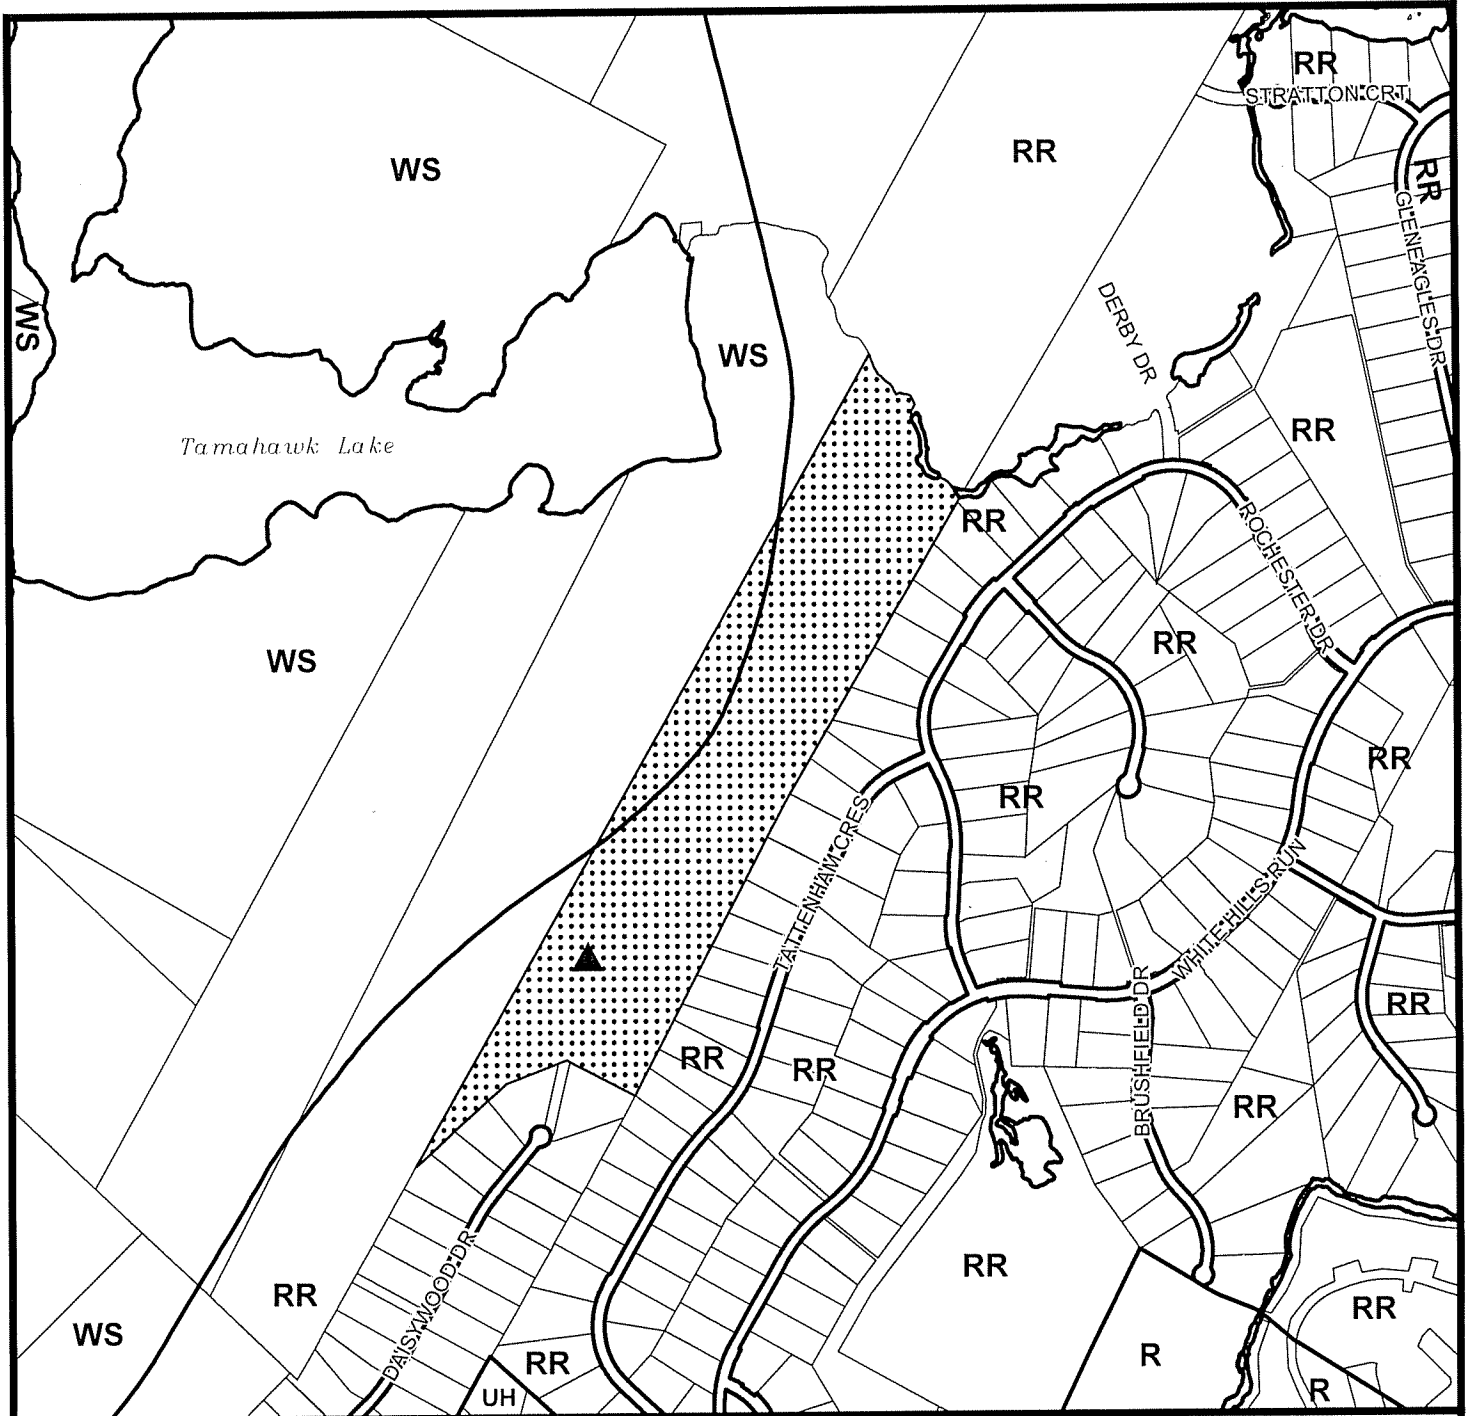 RR
STRATTON CRT
RR
WS
RR
GLENEAGLES DR
DERBY DR
WS
WS
RR
Tamahawk Lake
RR
ROCHESTER DR
RR
WS
RR
RR
TATTENHAM CRES
WHITE HILLS RUN
RR
BRUSHFIELD DR
RR
RR
RR
RR
RR
DAISYWOOD DR
RR
WS
R
RR
UH
R